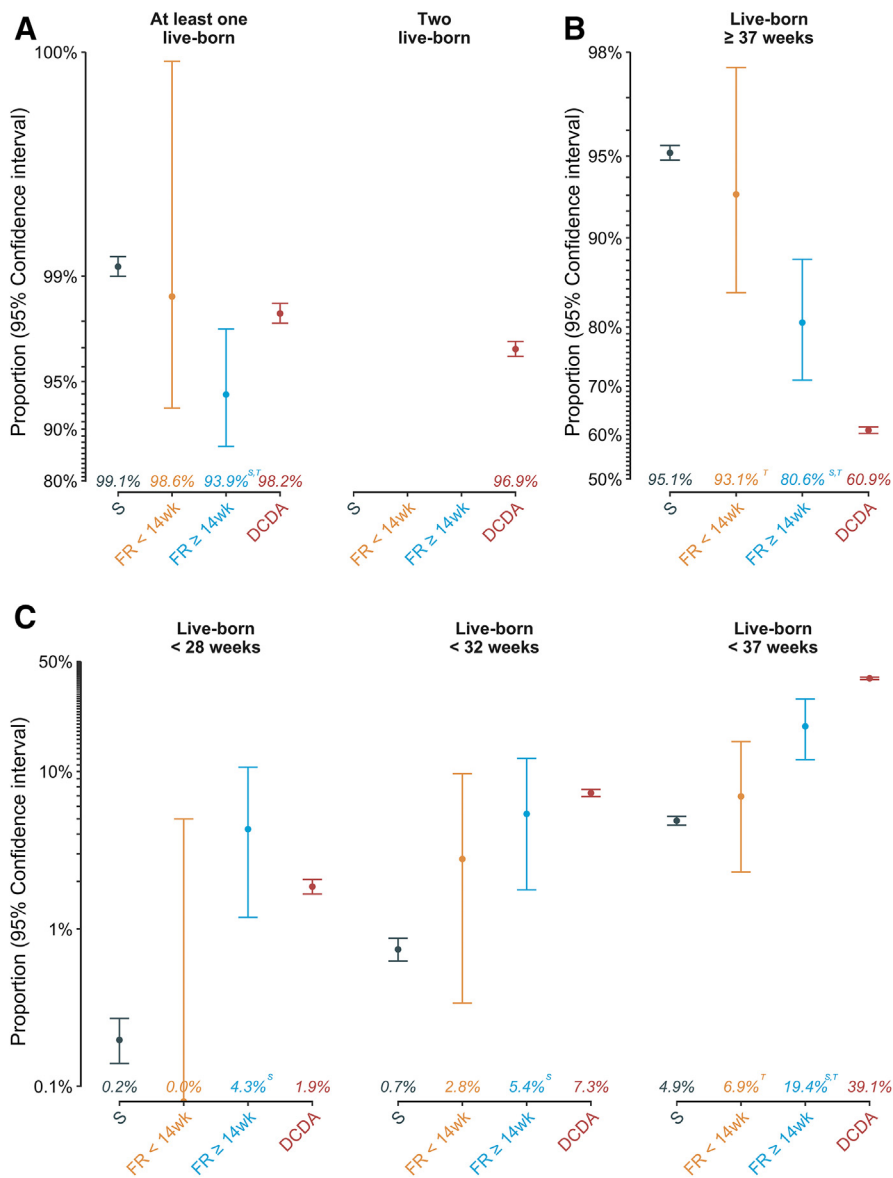 A
At least one
live-born
Two
live-born
Proportion (95% Confidence interval)
100%
99%
95%
90%
80%
99.1% 98.6% 93.9% S,T 98.2% 96.9%
S FR < 14wk FR ≥ 14wk DCDA S FR < 14wk FR ≥ 14wk DCDA
B
Live-born
≥ 37 weeks
Proportion (95% Confidence interval)
98%
95%
90%
80%
70%
60%
50%
95.1% 93.1% T 80.6% S,T 60.9%
S FR < 14wk FR ≥ 14wk DCDA
C
Live-born
< 28 weeks
Live-born
< 32 weeks
Live-born
< 37 weeks
Proportion (95% Confidence interval)
50%
10%
1%
0.1%
0.2% 0.0% 4.3% S 1.9% 0.7% 2.8% 5.4% S 7.3% 4.9% 6.9% T 19.4% S,T 39.1%
S FR < 14wk FR ≥ 14wk DCDA S FR < 14wk FR ≥ 14wk DCDA S FR < 14wk FR ≥ 14wk DCDA